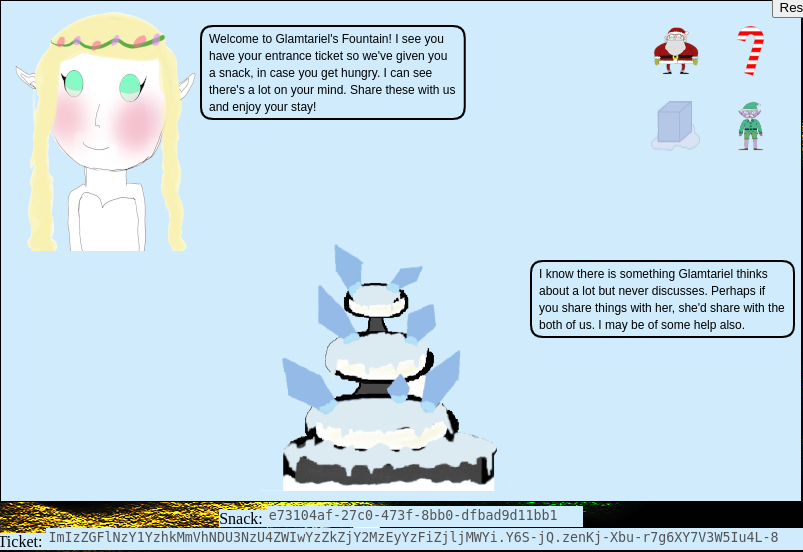 Res
Welcome to Glamtariel's Fountain! I see you
have your entrance ticket so we've given you
a snack, in case you get hungry. I can see
there's a lot on your mind. Share these with us
and enjoy your stay!
I know there is something Glamtariel thinks
about a lot but never discusses. Perhaps if
you share things with her, she'd share with the
both of us. I may be of some help also.
Snack: e73104af-27c0-473f-8bb0-dfbad9d11bb1
Ticket: ImIzZGFlNzY1YzhkMmVhNDU3NzU4ZWIwYzZkZjY2MzEyYzFiZjljMWYi.Y6S-jQ.zenKj-Xbu-r7g6XY7V3W5Iu4L-8